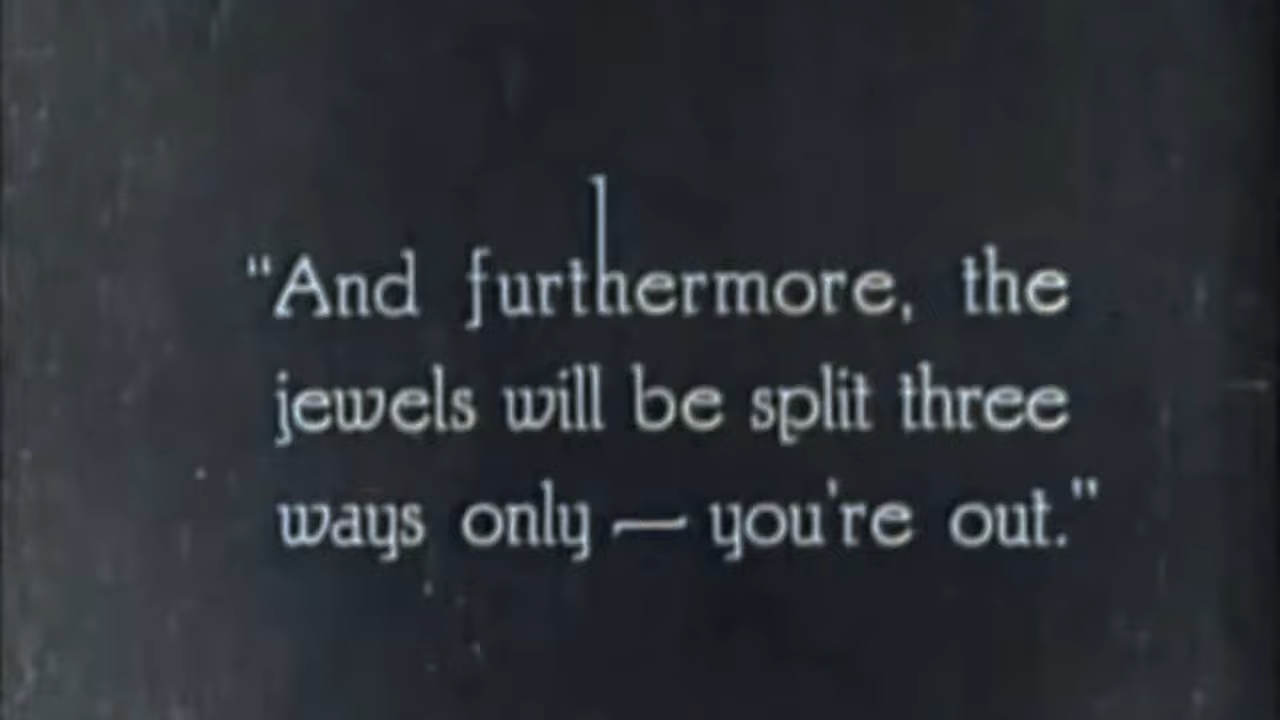 "And furthermore, the
jewels will be split three
ways only — you're out."